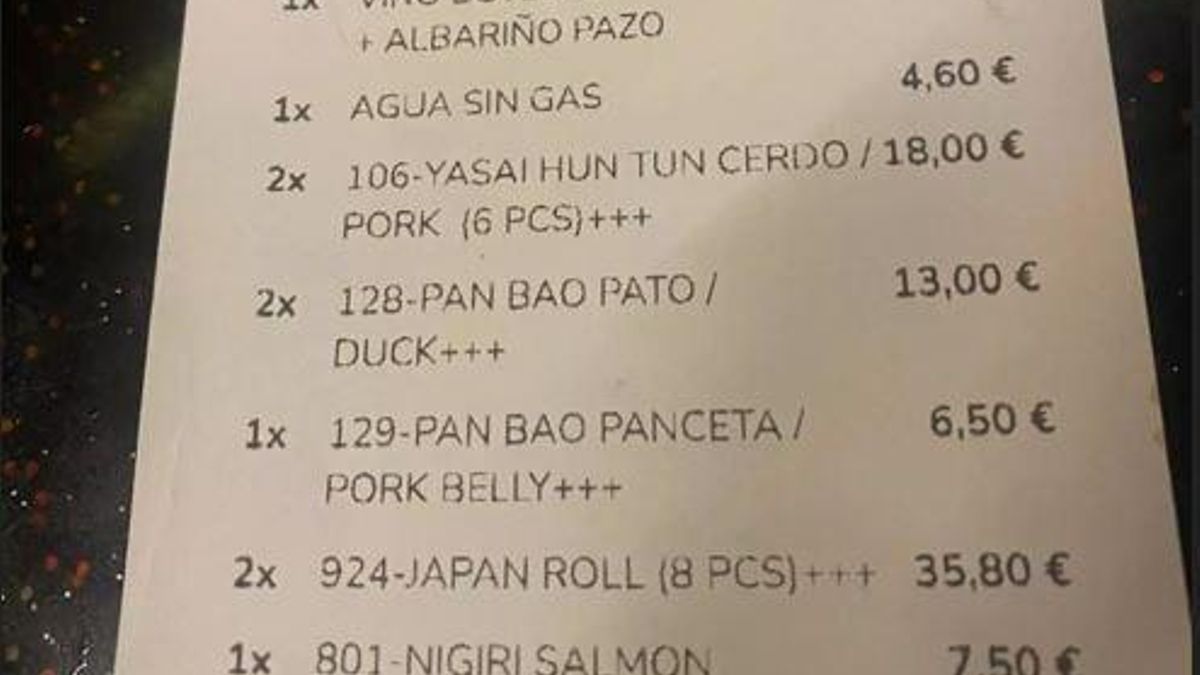 1x
+ ALBARIÑO PAZO
1x AGUA SIN GAS 4,60 €
2x 106-YASAI HUN TUN CERDO / 18,00 €
PORK (6 PCS)+++
2x 128-PAN BAO PATO / 13,00 €
DUCK+++
1x 129-PAN BAO PANCETA / 6,50 €
PORK BELLY+++
2x 924-JAPAN ROLL (8 PCS)+++ 35,80 €
1x 801-NIGIRI SALMON 7,50 €